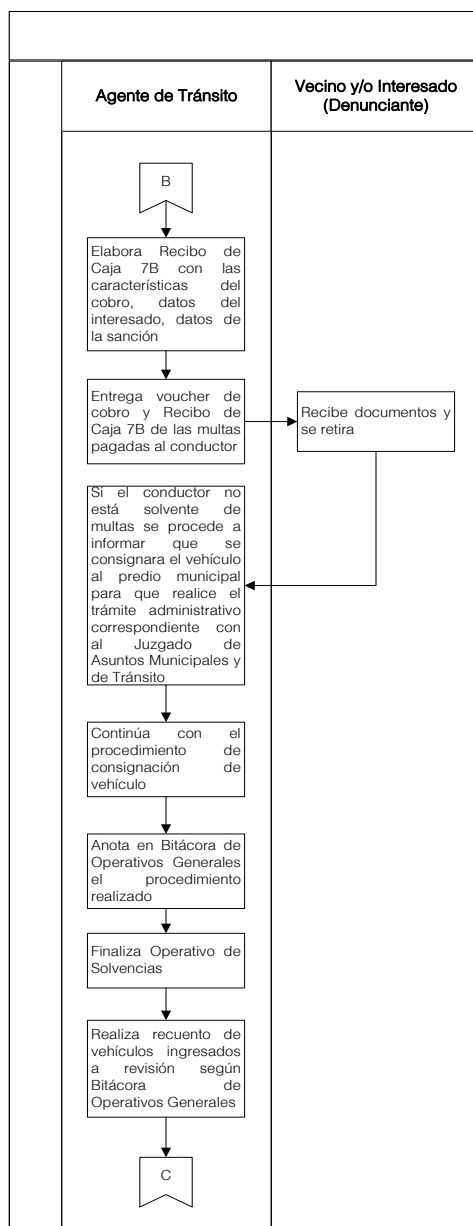 Agente de Tránsito
Vecino y/o Interesado
(Denunciante)
B
Elabora Recibo de
Caja 7B con las
características del
cobro, datos del
interesado, datos de
la sanción
Entrega voucher de
cobro y Recibo de
Caja 7B de las multas
pagadas al conductor
Recibe documentos y
se retira
Si el conductor no
está solvente de
multas se procede a
informar que se
consignara el vehículo
al predio municipal
para que realice el
trámite administrativo
correspondiente con
al Juzgado de
Asuntos Municipales y
de Tránsito
Continúa con el
procedimiento de
consignación de
vehículo
Anota en Bitácora de
Operativos Generales
el procedimiento
realizado
Finaliza Operativo de
Solvencias
Realiza recuento de
vehículos ingresados
a revisión según
Bitácora de
Operativos Generales
C